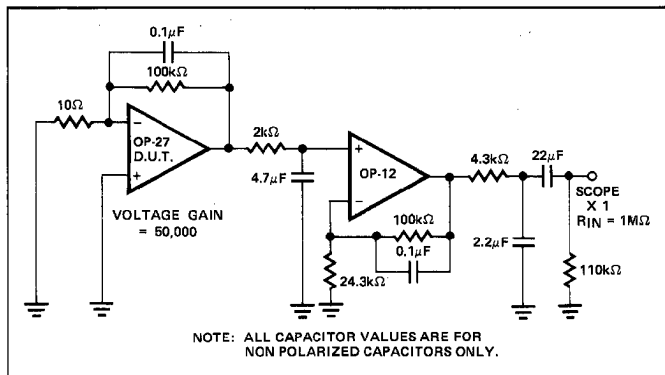 0.1μF
100kΩ
10Ω
−
OP-27
D.U.T.
+
VOLTAGE GAIN
= 50,000
2kΩ
4.7μF
+
OP-12
−
100kΩ
0.1μF
24.3kΩ
4.3kΩ
22μF
2.2μF
SCOPE
X 1
RIN = 1MΩ
110kΩ
NOTE: ALL CAPACITOR VALUES ARE FOR
NON POLARIZED CAPACITORS ONLY.